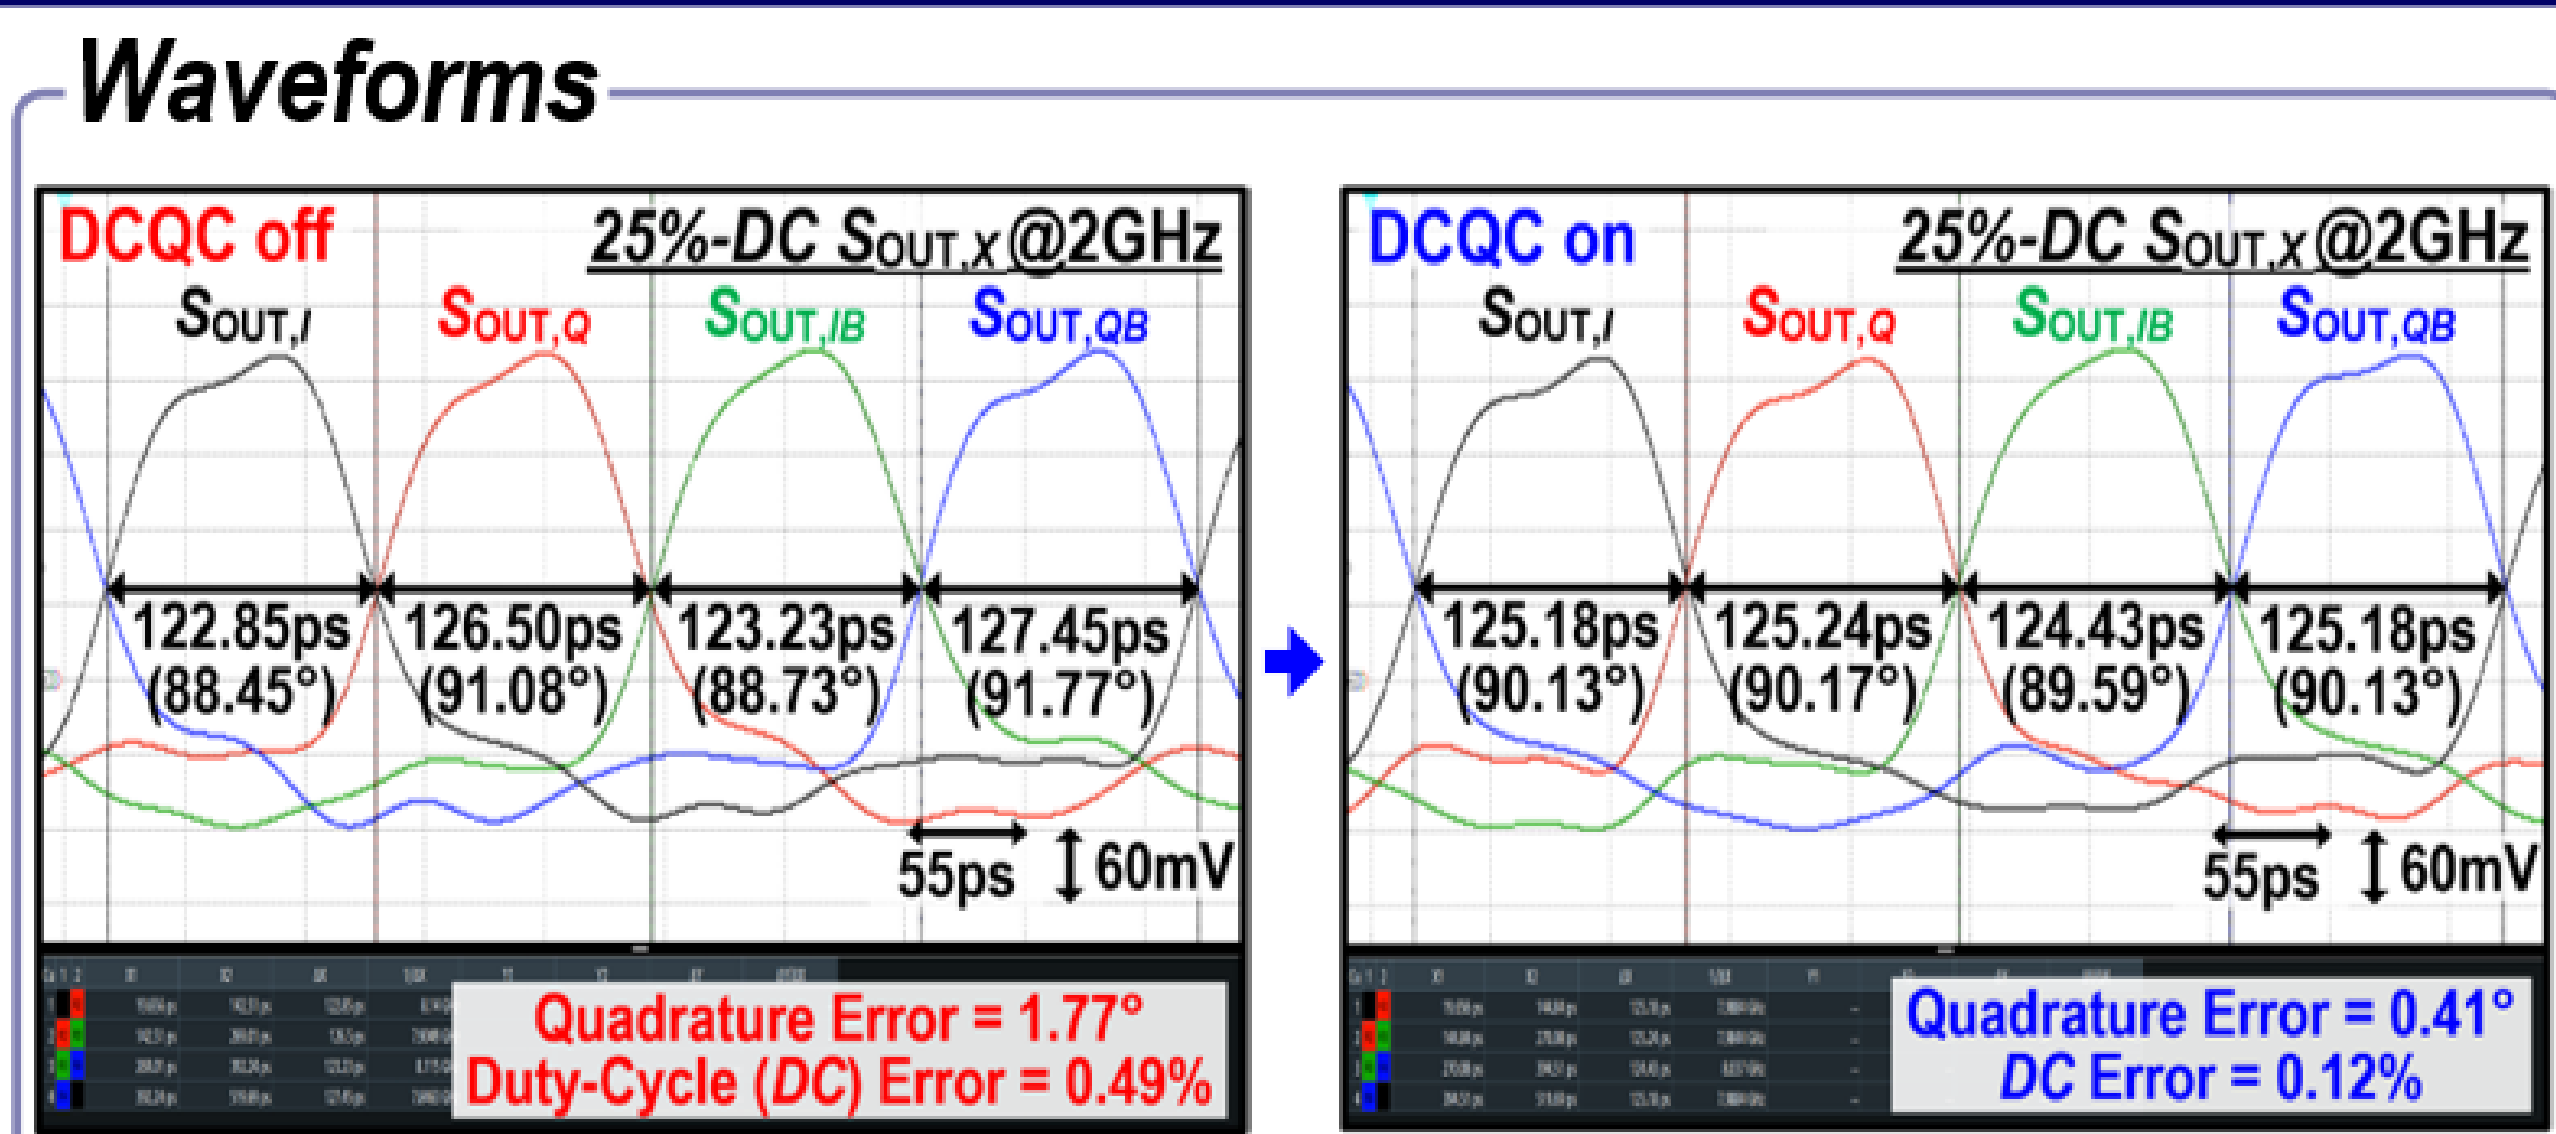 Waveforms
DCQC off
25%-DC SOUT,X@2GHz
SOUT,I
SOUT,Q
SOUT,IB
SOUT,QB
122.85ps
(88.45°)
126.50ps
(91.08°)
123.23ps
(88.73°)
127.45ps
(91.77°)
55ps
60mV
Quadrature Error = 1.77°
Duty-Cycle (DC) Error = 0.49%
DCQC on
25%-DC SOUT,X@2GHz
SOUT,I
SOUT,Q
SOUT,IB
SOUT,QB
125.18ps
(90.13°)
125.24ps
(90.17°)
124.43ps
(89.59°)
125.18ps
(90.13°)
55ps
60mV
Quadrature Error = 0.41°
DC Error = 0.12%